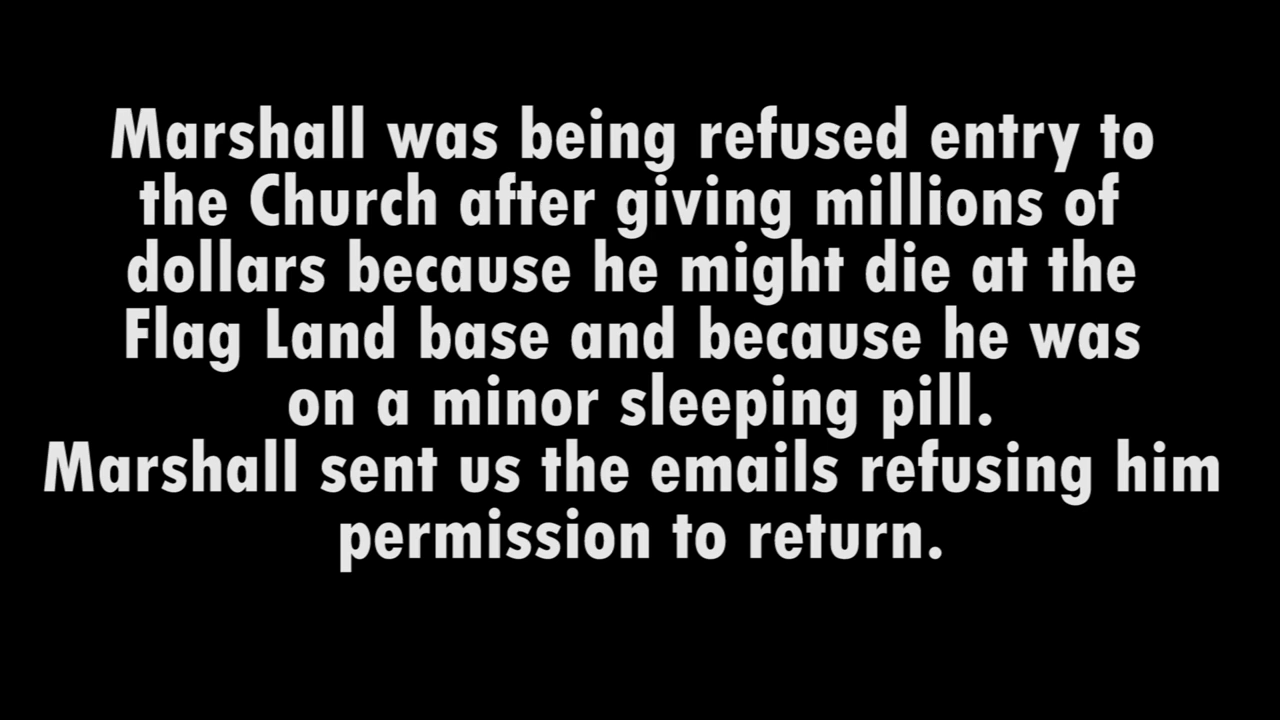 Marshall was being refused entry to
the Church after giving millions of
dollars because he might die at the
Flag Land base and because he was
on a minor sleeping pill.
Marshall sent us the emails refusing him
permission to return.